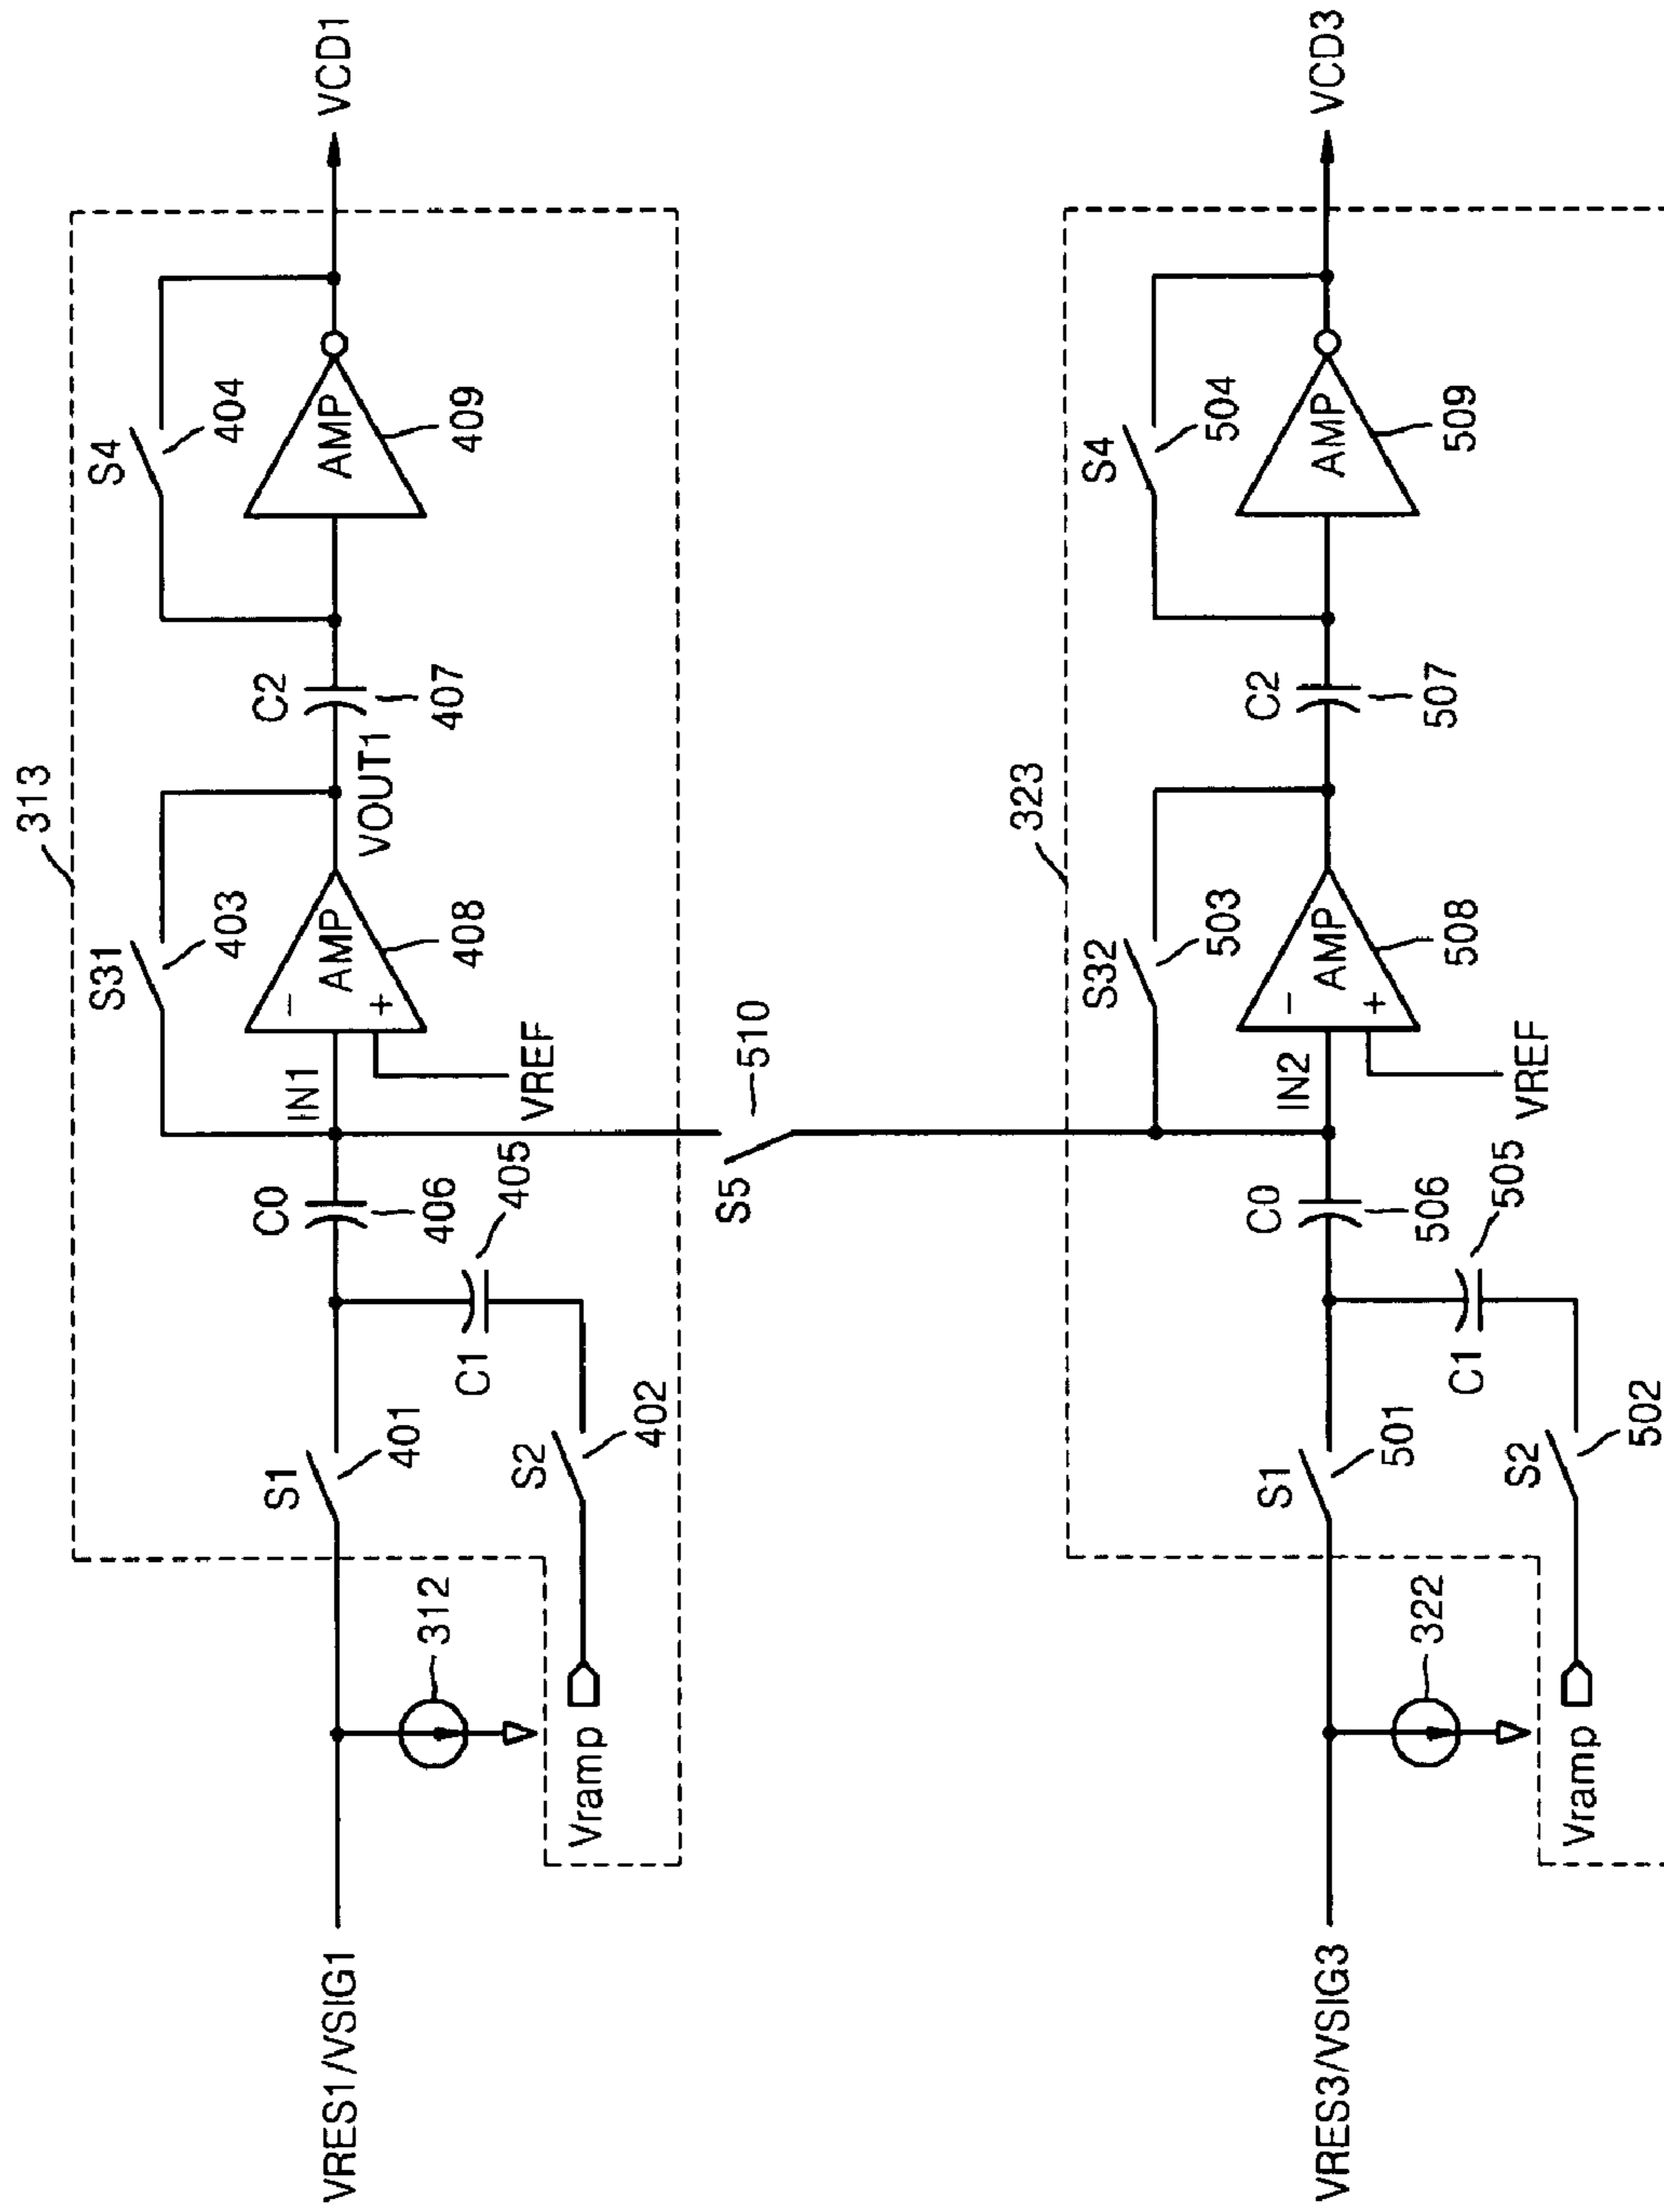 313
S31
403
S4
404
VRES1/VSIG1
312
S1
401
C0
406
IN1
−
AMP
+
408
VOUT1
C2
407
AMP
409
VCD1
C1
405
VREF
Vramp
S2
402
S5
510
323
S32
503
S4
504
VRES3/VSIG3
322
S1
501
C0
506
IN2
−
AMP
+
508
C2
507
AMP
509
VCD3
C1
505
VREF
Vramp
S2
502